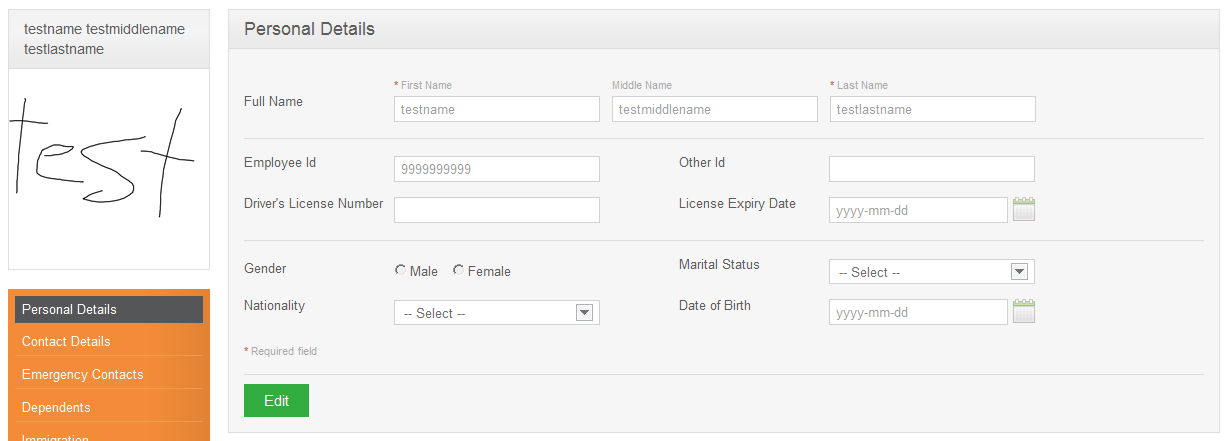 testname testmiddlename
testlastname
test
Personal Details
Contact Details
Emergency Contacts
Dependents
Immigration
Personal Details
* First Name Middle Name * Last Name
Full Name testname testmiddlename testlastname
Employee Id 9999999999 Other Id
Driver's License Number License Expiry Date yyyy-mm-dd
Gender Male Female Marital Status -- Select --
Nationality -- Select -- Date of Birth yyyy-mm-dd
* Required field
Edit